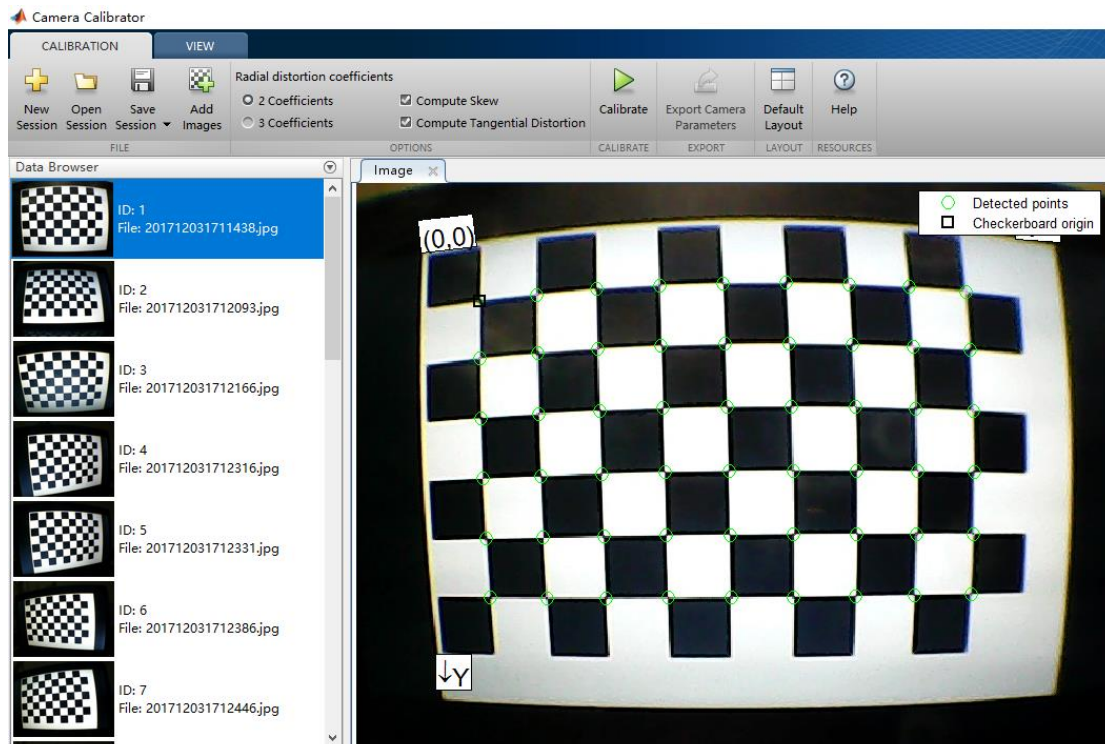 Camera Calibrator
CALIBRATION VIEW
New Session
Open Session
Save Session
Add Images
FILE
Radial distortion coefficients
2 Coefficients
3 Coefficients
Compute Skew
Compute Tangential Distortion
OPTIONS
Calibrate
CALIBRATE
Export Camera Parameters
EXPORT
Default Layout
LAYOUT
Help
RESOURCES
Data Browser
ID: 1
File: 201712031711438.jpg
ID: 2
File: 201712031712093.jpg
ID: 3
File: 201712031712166.jpg
ID: 4
File: 201712031712316.jpg
ID: 5
File: 201712031712331.jpg
ID: 6
File: 201712031712386.jpg
ID: 7
File: 201712031712446.jpg
Image
(0,0)
Detected points
Checkerboard origin
↓Y